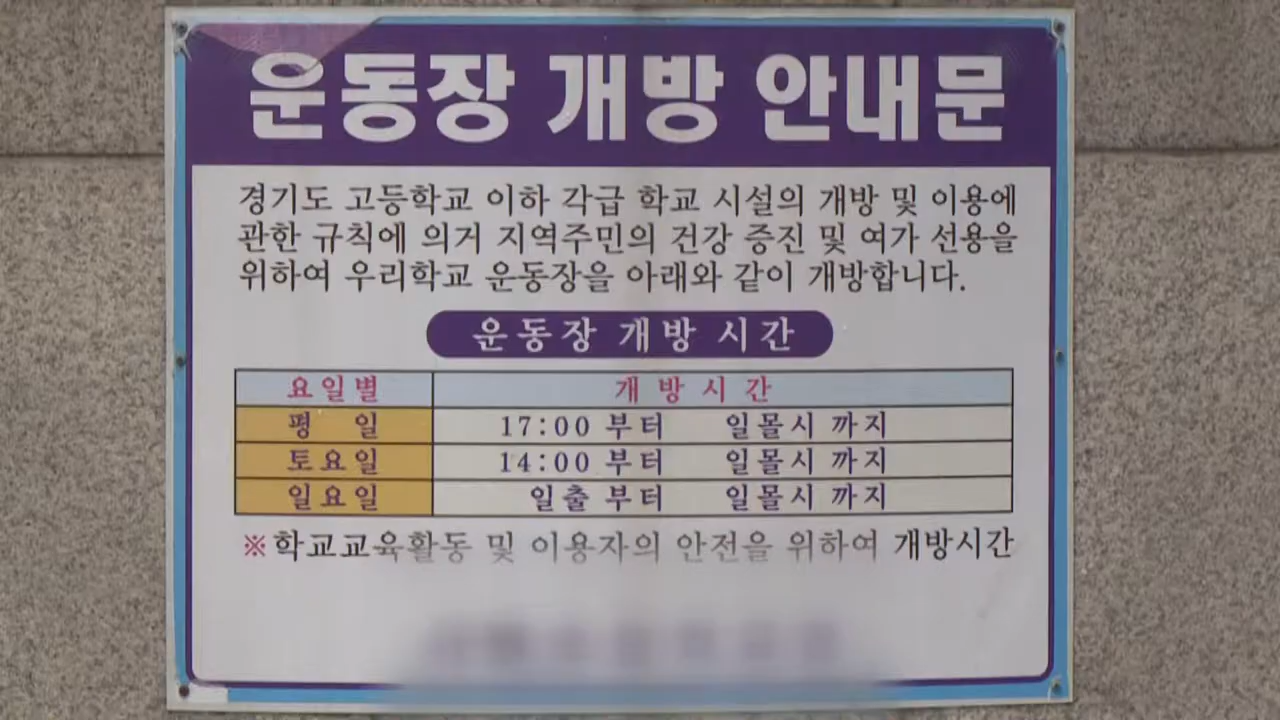 운동장 개방 안내문
경기도 고등학교 이하 각급 학교 시설의 개방 및 이용에
관한 규칙에 의거 지역주민의 건강 증진 및 여가 선용을
위하여 우리학교 운동장을 아래와 같이 개방합니다.
운동장 개방 시간
요일별 개방시간
평 일 17:00 부터 일몰시 까지
토요일 14:00 부터 일몰시 까지
일요일 일출 부터 일몰시 까지
※학교교육활동 및 이용자의 안전을 위하여 개방시간